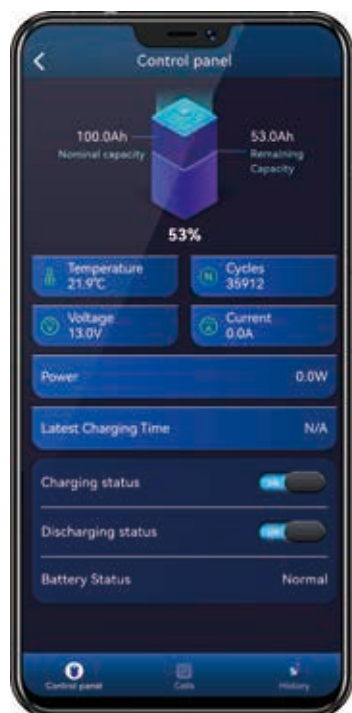 Control panel
100.0Ah
Nominal capacity
53.0Ah
Remaining
Capacity
53%
Temperature
21.9℃
Cycles
35912
Voltage
13.0V
Current
0.0A
Power
0.0W
Latest Charging Time
N/A
Charging status
Discharging status
Battery Status
Normal
Control panel
Cells
History